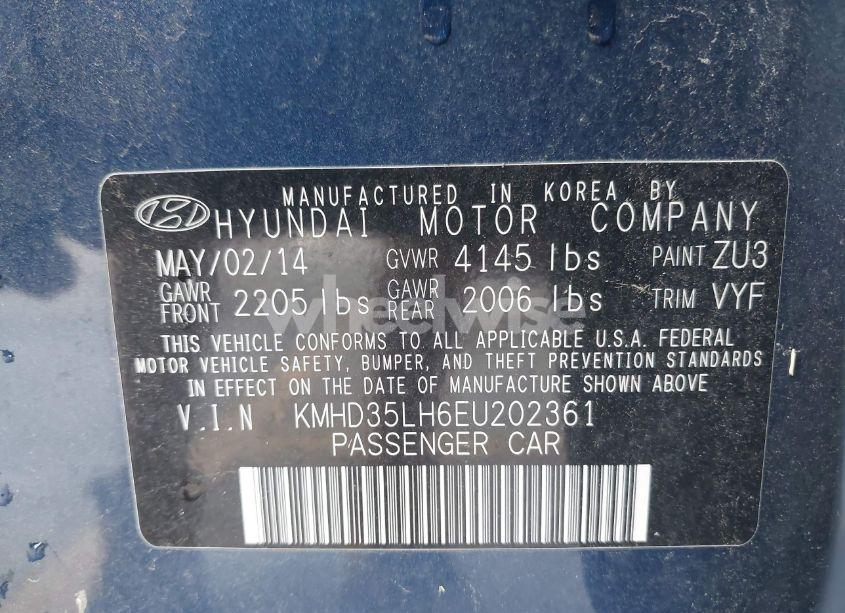 MANUFACTURED IN KOREA BY
HYUNDAI MOTOR COMPANY
MAY/02/14 GVWR 4145 lbs PAINT ZU3
GAWR FRONT 2205 lbs GAWR REAR 2006 lbs TRIM VYF
wheelwise
THIS VEHICLE CONFORMS TO ALL APPLICABLE U.S.A. FEDERAL
MOTOR VEHICLE SAFETY, BUMPER, AND THEFT PREVENTION STANDARDS
IN EFFECT ON THE DATE OF MANUFACTURE SHOWN ABOVE
V.I.N KMHD35LH6EU202361
PASSENGER CAR